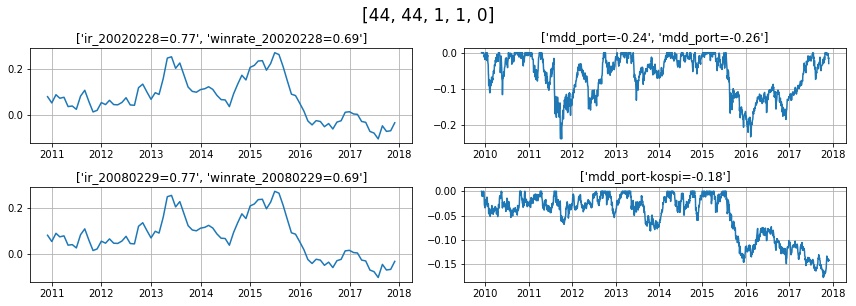 [44, 44, 1, 1, 0]
['ir_20020228=0.77', 'winrate_20020228=0.69']
0.2
0.0
2011 2012 2013 2014 2015 2016 2017 2018
['mdd_port=-0.24', 'mdd_port=-0.26']
0.0
−0.1
−0.2
2010 2011 2012 2013 2014 2015 2016 2017 2018
['ir_20080229=0.77', 'winrate_20080229=0.69']
0.2
0.0
2011 2012 2013 2014 2015 2016 2017 2018
['mdd_port-kospi=-0.18']
0.00
−0.05
−0.10
−0.15
2010 2011 2012 2013 2014 2015 2016 2017 2018